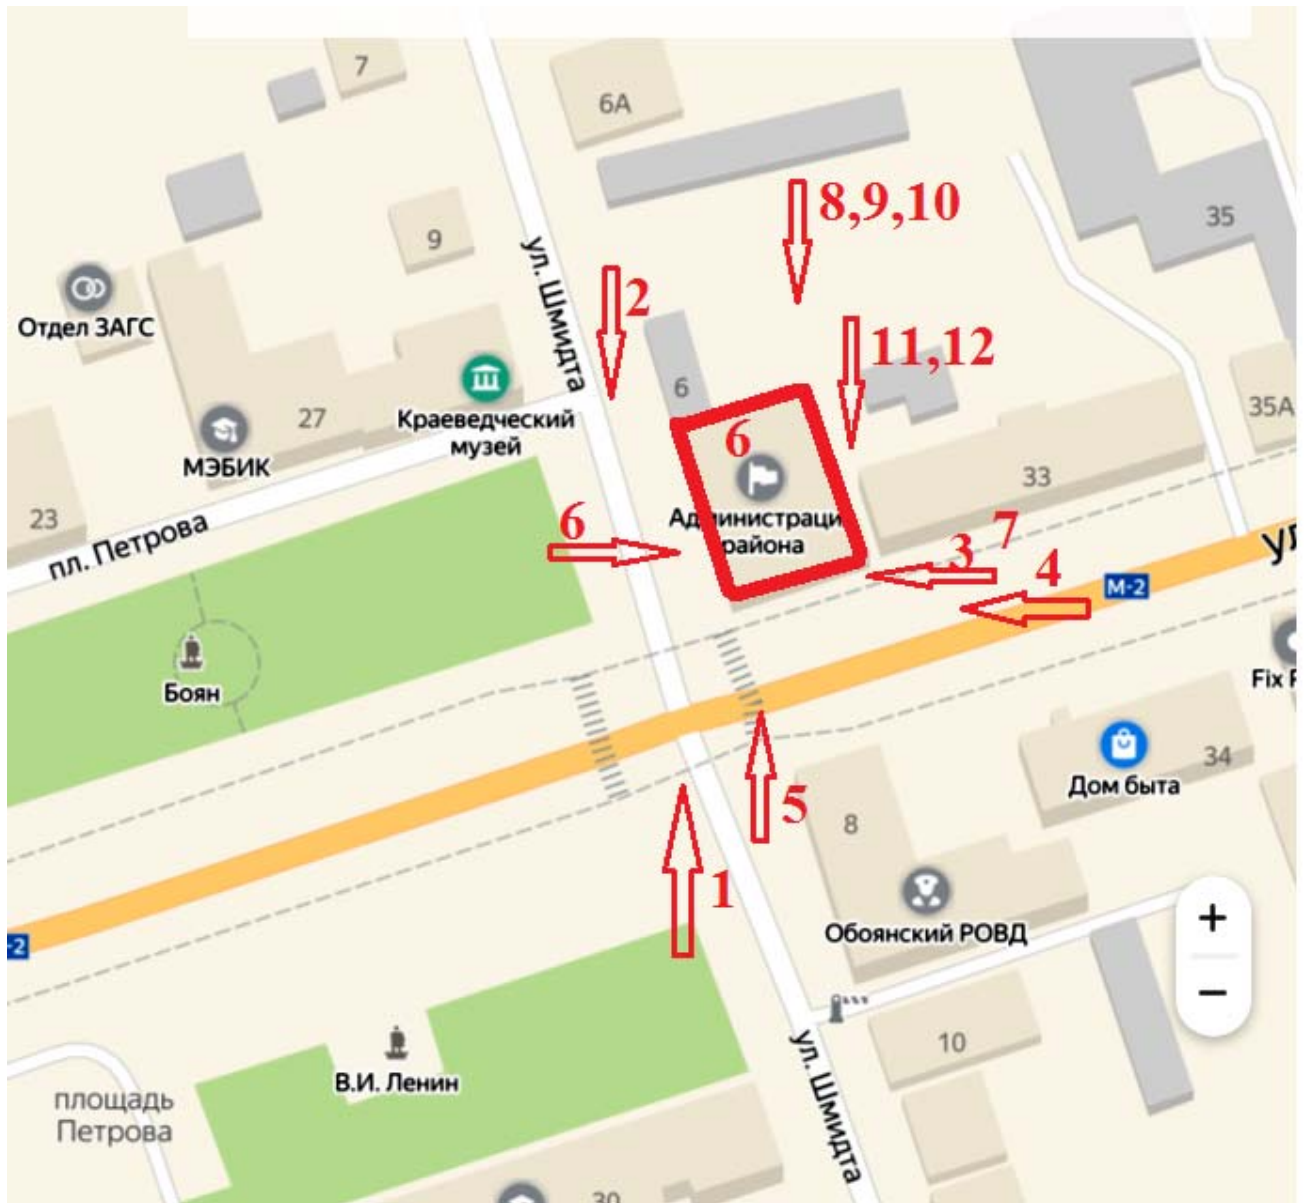 7
6А
8,9,10
35
9
ул. Шмидта
2
Отдел ЗАГС
11,12
6
Краеведческий
музей
27
МЭБИК
35А
6
33
23
пл. Петрова
Администраци
района
6
3
7
4
ул
М-2
Боян
Fix P
Дом быта
34
5
8
1
Обоянский РОВД
+
-2
−
10
ул. Шмидта
В.И. Ленин
площадь
Петрова
30